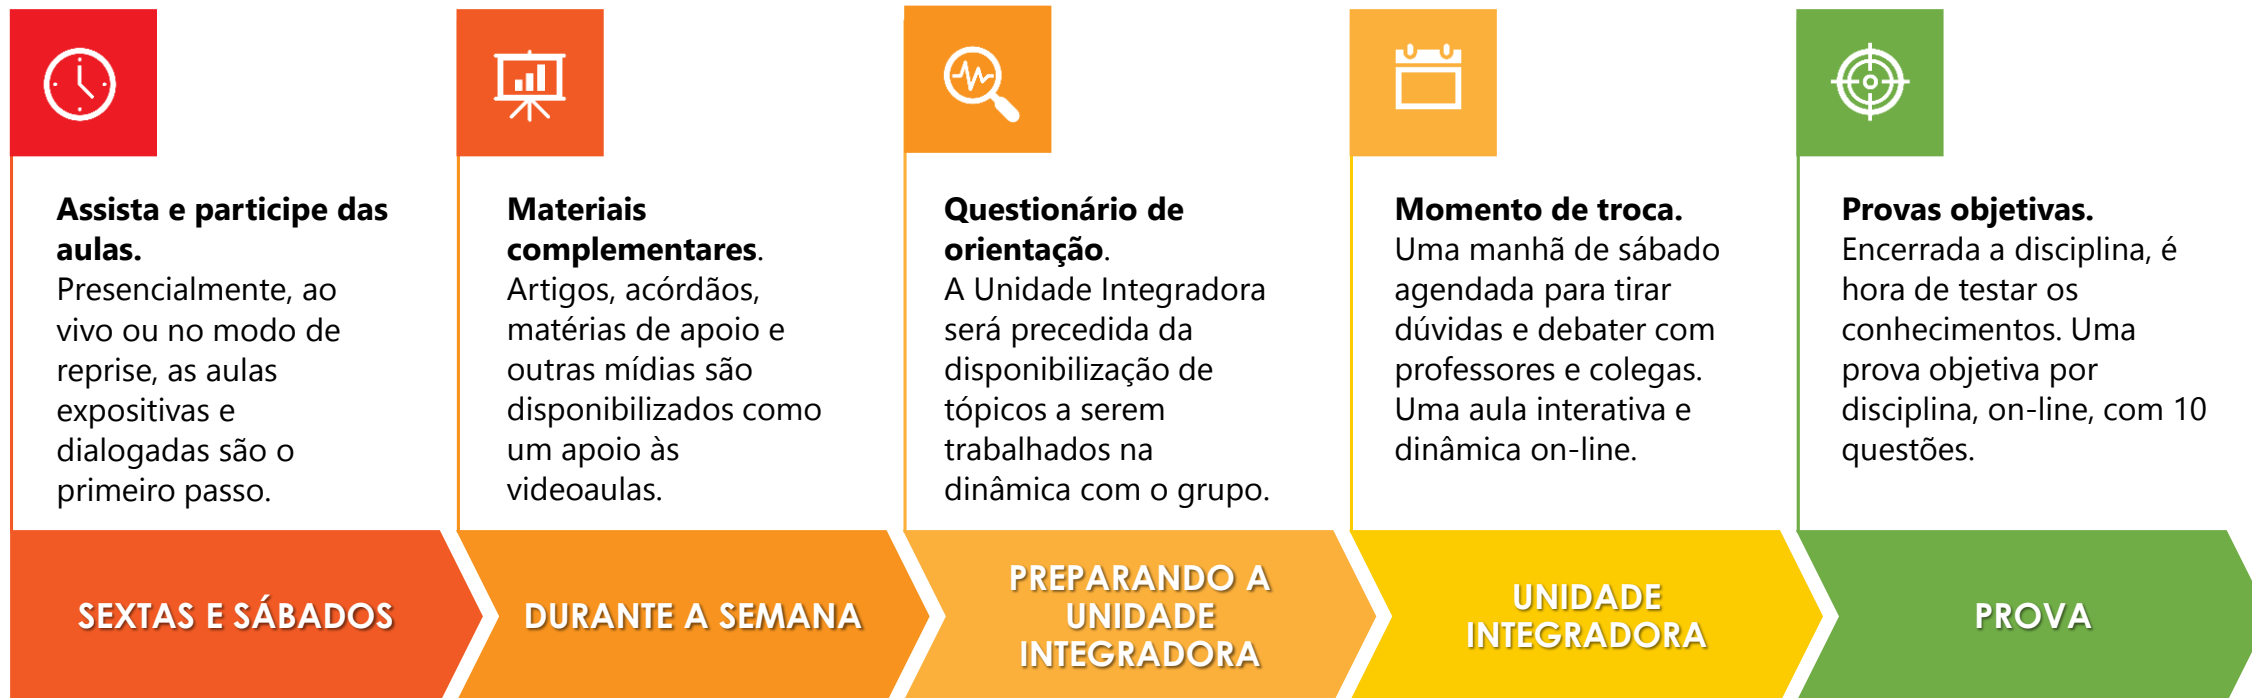 Assista e participe das
aulas.
Presencialmente, ao
vivo ou no modo de
reprise, as aulas
expositivas e
dialogadas são o
primeiro passo.
SEXTAS E SÁBADOS
Materiais
complementares.
Artigos, acórdãos,
matérias de apoio e
outras mídias são
disponibilizados como
um apoio às
videoaulas.
DURANTE A SEMANA
Questionário de
orientação.
A Unidade Integradora
será precedida da
disponibilização de
tópicos a serem
trabalhados na
dinâmica com o grupo.
PREPARANDO A
UNIDADE
INTEGRADORA
Momento de troca.
Uma manhã de sábado
agendada para tirar
dúvidas e debater com
professores e colegas.
Uma aula interativa e
dinâmica on-line.
UNIDADE
INTEGRADORA
Provas objetivas.
Encerrada a disciplina, é
hora de testar os
conhecimentos. Uma
prova objetiva por
disciplina, on-line, com 10
questões.
PROVA